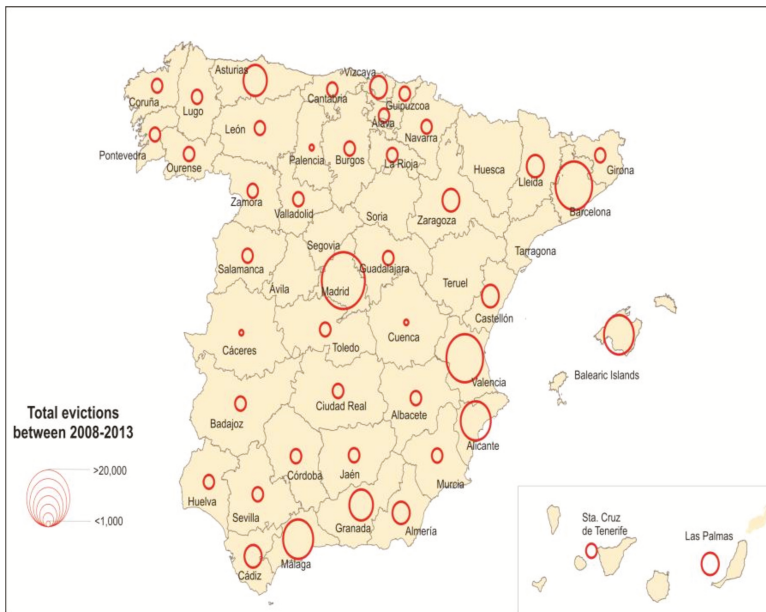 Asturias
Vizcaya
Coruña
Lugo
Cantabria
Guipuzcoa
Álava
León
Navarra
Pontevedra
Ourense
Palencia
Burgos
La Rioja
Huesca
Lleida
Girona
Zamora
Valladolid
Soria
Zaragoza
Barcelona
Segovia
Tarragona
Salamanca
Guadalajara
Ávila
Madrid
Teruel
Castellón
Cáceres
Toledo
Cuenca
Balearic Islands
Valencia
Total evictions
between 2008-2013
Badajoz
Ciudad Real
Albacete
Alicante
>20,000
<1,000
Huelva
Córdoba
Jaén
Murcia
Sevilla
Granada
Almería
Cádiz
Málaga
Sta. Cruz
de Tenerife
Las Palmas